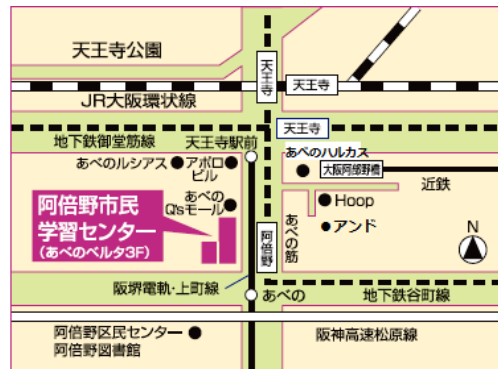 天王寺公園
天王寺
天王寺
JR大阪環状線
天王寺
地下鉄御堂筋線
天王寺駅前
あべのハルカス
あべのルシアス
アポロ
ビル
大阪阿部野橋
近鉄
あべの
Q'sモール
Hoop
阿倍野市民
学習センター
(あべのベルタ3F)
阿倍野
あべの筋
アンド
N
阪堺電軌・上町線
あべの
地下鉄谷町線
阿倍野区民センター
阿倍野図書館
阪神高速松原線